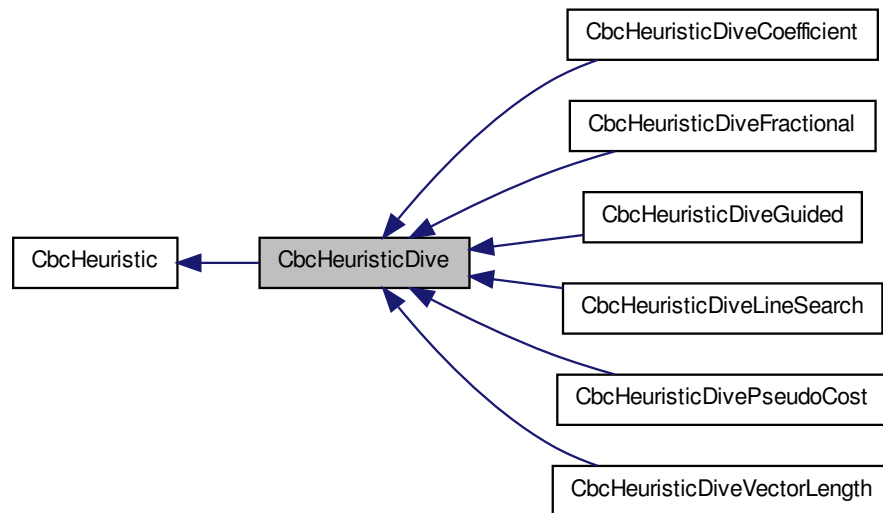 CbcHeuristicDiveCoefficient
CbcHeuristicDiveFractional
CbcHeuristicDiveGuided
CbcHeuristic
CbcHeuristicDive
CbcHeuristicDiveLineSearch
CbcHeuristicDivePseudoCost
CbcHeuristicDiveVectorLength